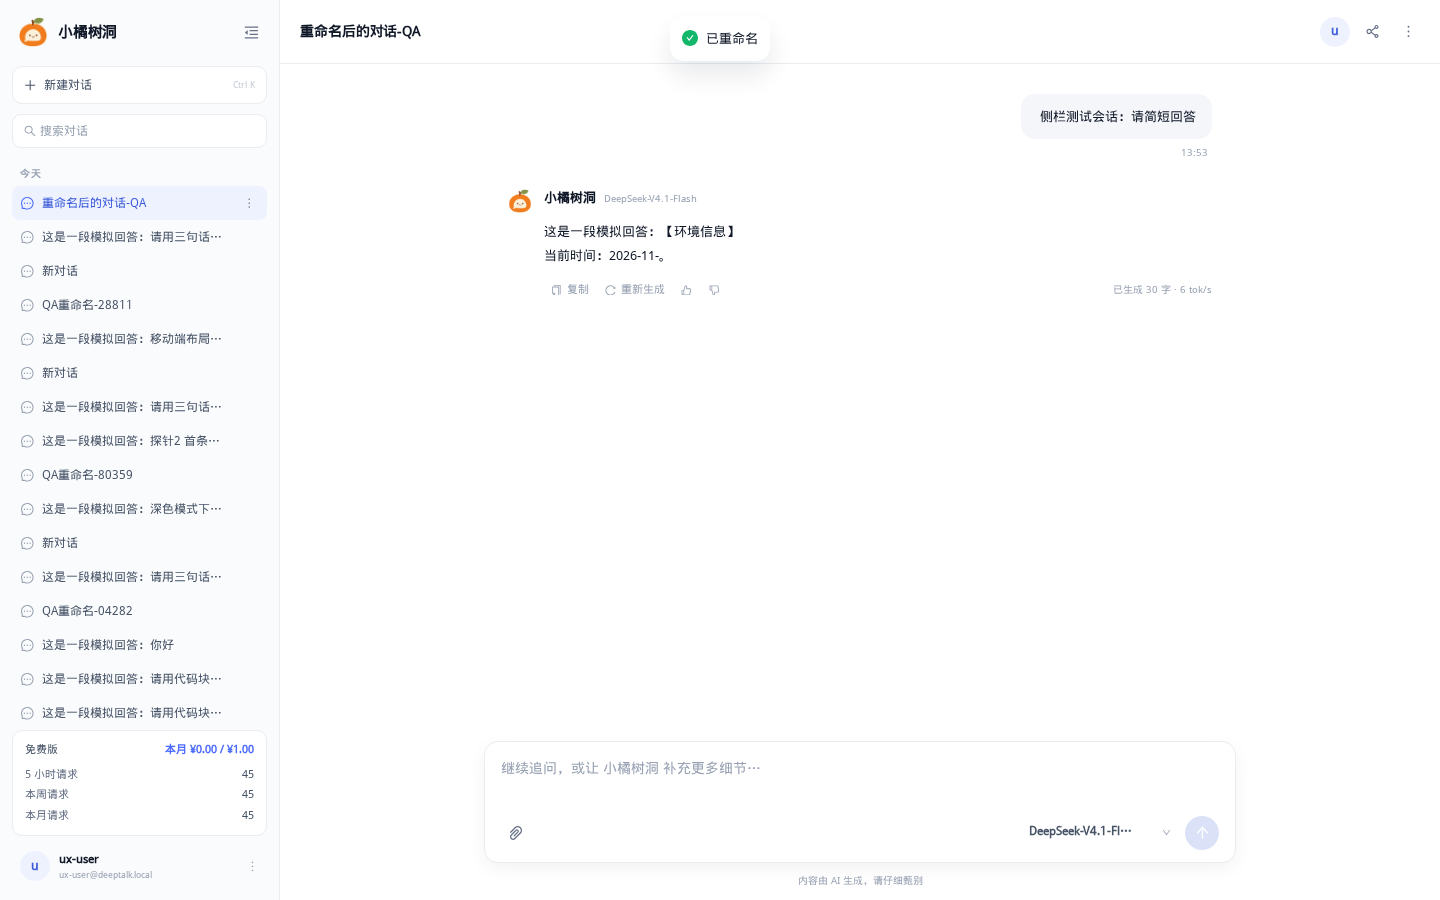 小橘树洞
新建对话
Ctrl K
搜索对话
今天
重命名后的对话-QA
这是一段模拟回答：请用三句话···
新对话
QA重命名-28811
这是一段模拟回答：移动端布局···
新对话
这是一段模拟回答：请用三句话···
这是一段模拟回答：探针2 首条···
QA重命名-80359
这是一段模拟回答：深色模式下···
新对话
这是一段模拟回答：请用三句话···
QA重命名-04282
这是一段模拟回答：你好
这是一段模拟回答：请用代码块···
这是一段模拟回答：请用代码块···
免费版
本月 ¥0.00 / ¥1.00
5 小时请求
45
本周请求
45
本月请求
45
u
ux-user
ux-user@deeptalk.local
重命名后的对话-QA
已重命名
u
侧栏测试会话：请简短回答
13:53
小橘树洞
DeepSeek-V4.1-Flash
这是一段模拟回答：【环境信息】
当前时间：2026-11-。
复制
重新生成
已生成 30 字 · 6 tok/s
继续追问，或让 小橘树洞 补充更多细节···
DeepSeek-V4.1-Fl···
内容由 AI 生成，请仔细甄别